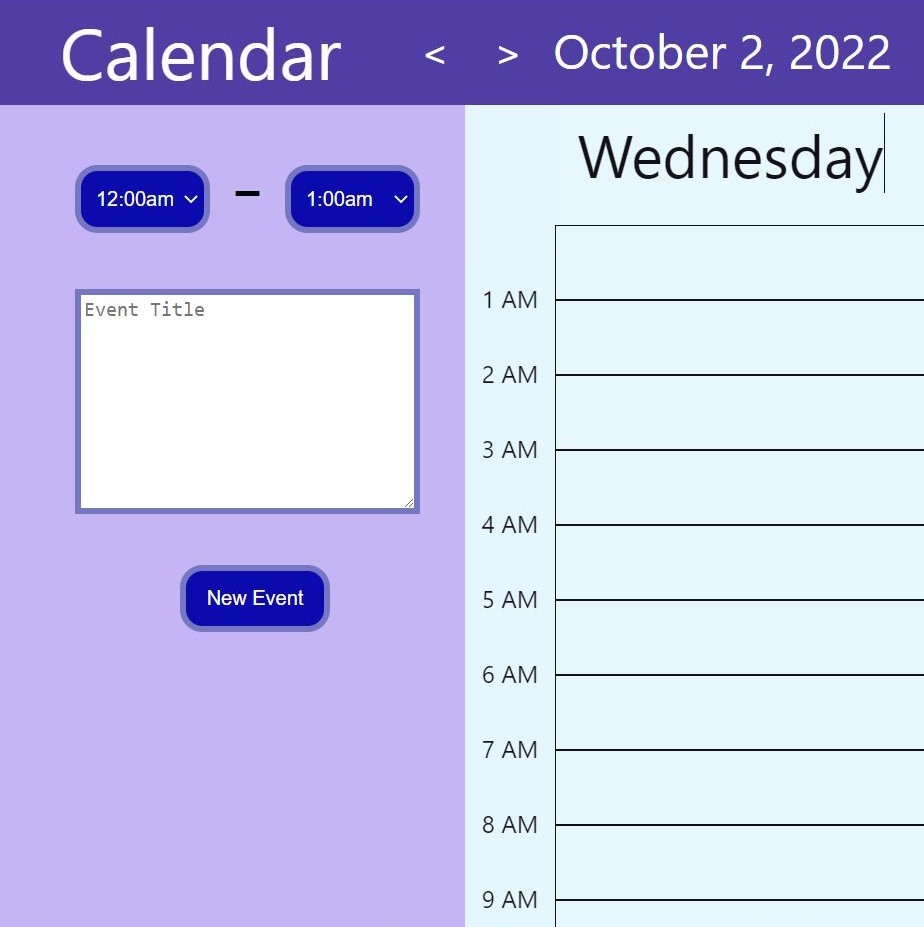 Calendar < > October 2, 2022
Wednesday
12:00am – 1:00am
Event Title
New Event
1 AM
2 AM
3 AM
4 AM
5 AM
6 AM
7 AM
8 AM
9 AM